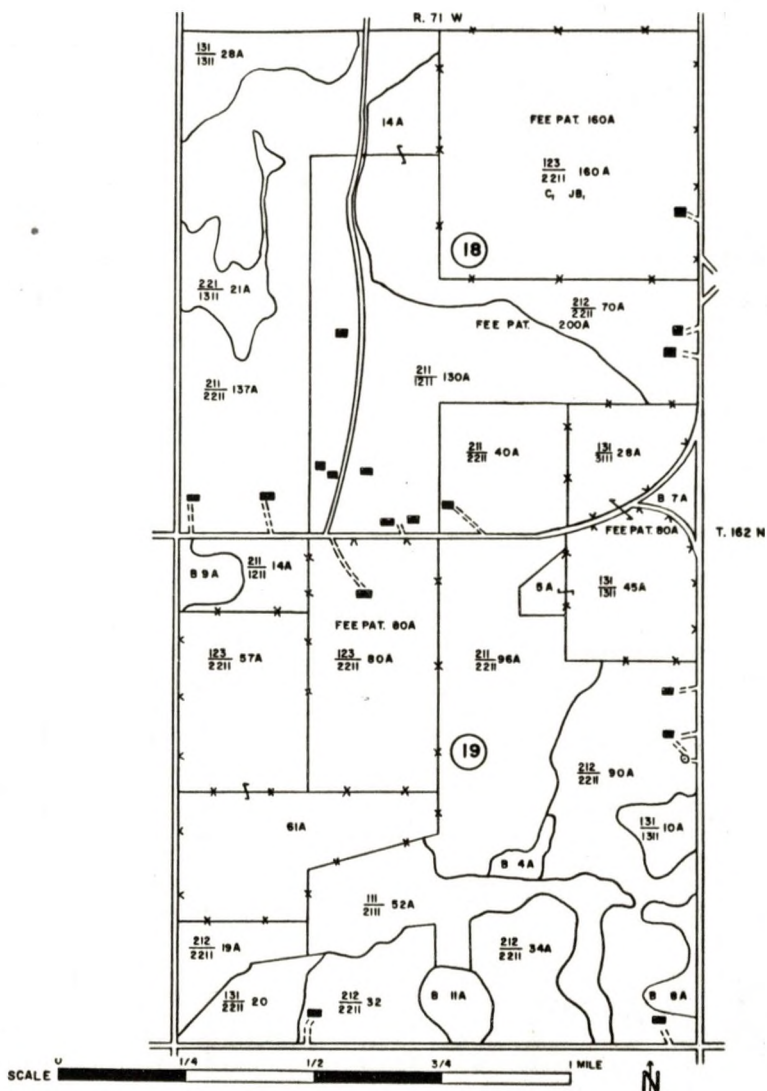 R. 71 W
131
1311 28A
14A
FEE PAT. 160A
123
2211 160A
C, JB,
18
221
1311 21A
212
2211 70A
FEE PAT. 200A
211
2211 137A
211
1211 130A
211
2211 40A
131
3111 28A
B 7A
FEE PAT. 80A
T. 162 N
B 9A
211
1211 14A
5A
131
1311 45A
FEE PAT. 80A
123
2211 57A
123
2211 80A
211
2211 96A
19
212
2211 90A
61A
131
1311 10A
B 4A
111
2111 52A
212
2211 19A
212
2211 34A
131
2211 20
212
2211 32
B 11A
B 8A
SCALE 0 1/4 1/2 3/4 1 MILE
N